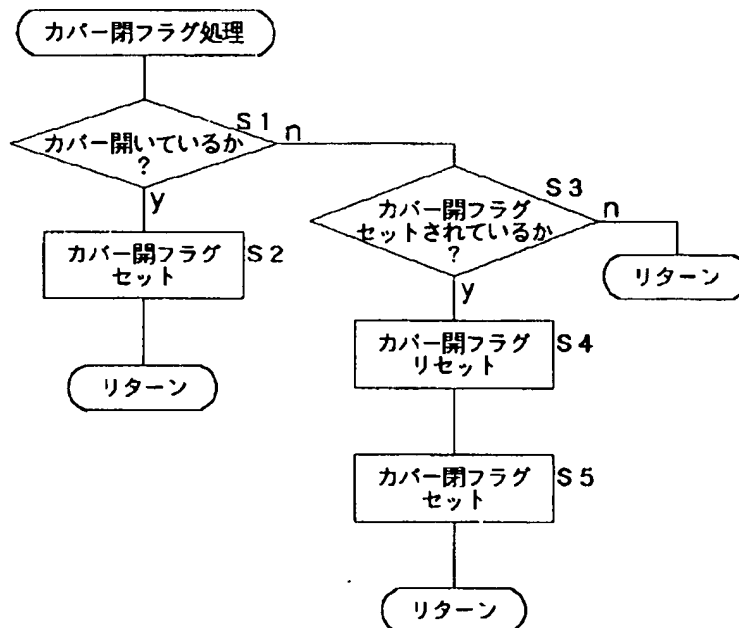 カバー閉フラグ処理
S1
カバー開いているか
?
n
y
カバー開フラグ
セット
S2
リターン
S3
カバー開フラグ
セットされているか
?
n
リターン
y
カバー開フラグ
リセット
S4
カバー閉フラグ
セット
S5
リターン